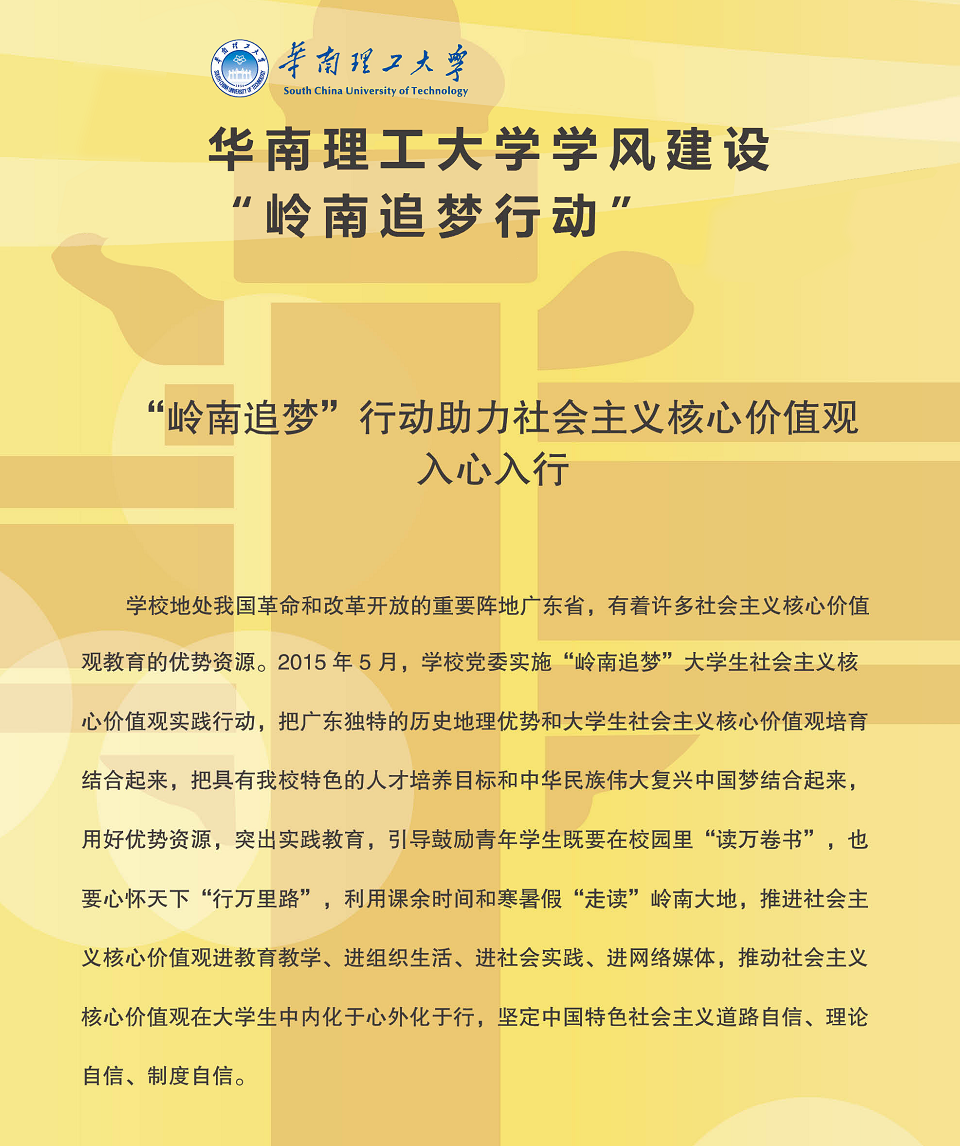 華南理工大學
South China University of Technology
华南理工大学学风建设
“岭南追梦行动”
“岭南追梦”行动助力社会主义核心价值观
入心入行
学校地处我国革命和改革开放的重要阵地广东省，有着许多社会主义核心价值
观教育的优势资源。2015 年 5 月，学校党委实施“岭南追梦”大学生社会主义核
心价值观实践行动，把广东独特的历史地理优势和大学生社会主义核心价值观培育
结合起来，把具有我校特色的人才培养目标和中华民族伟大复兴中国梦结合起来，
用好优势资源，突出实践教育，引导鼓励青年学生既要在校园里“读万卷书”，也
要心怀天下“行万里路”，利用课余时间和寒暑假“走读”岭南大地，推进社会主
义核心价值观进教育教学、进组织生活、进社会实践、进网络媒体，推动社会主义
核心价值观在大学生中内化于心外化于行，坚定中国特色社会主义道路自信、理论
自信、制度自信。